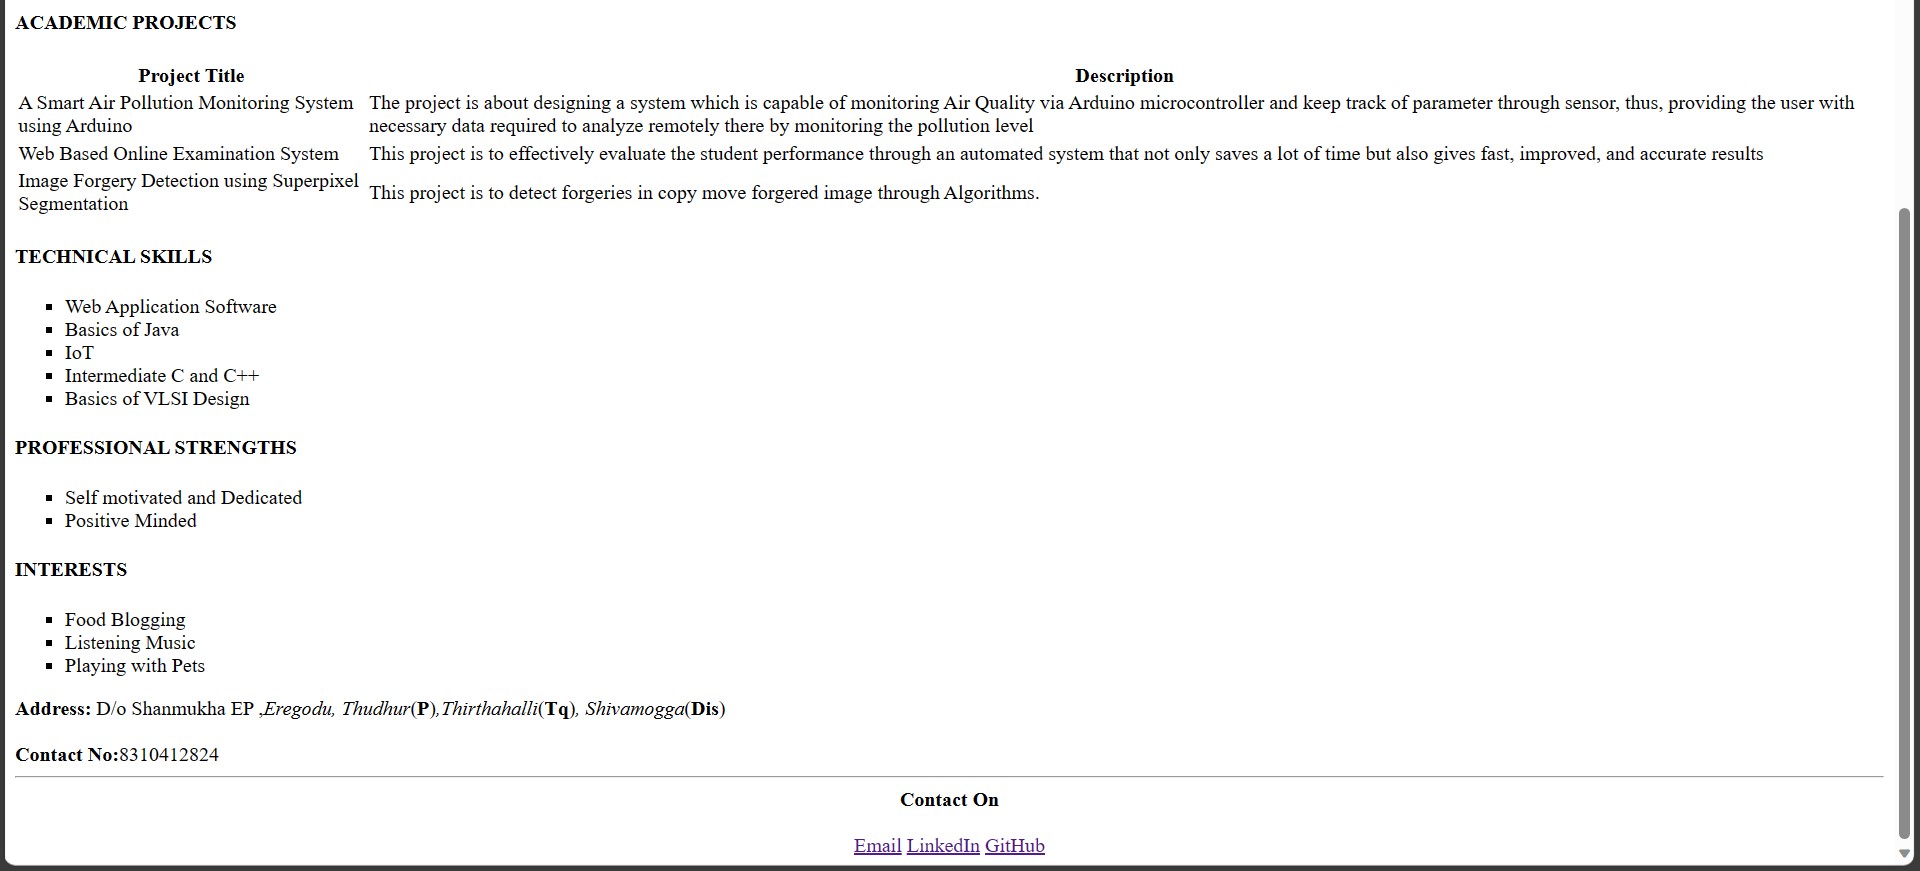 ACADEMIC PROJECTS
Project Title Description
A Smart Air Pollution Monitoring System
using Arduino
The project is about designing a system which is capable of monitoring Air Quality via Arduino microcontroller and keep track of parameter through sensor, thus, providing the user with
necessary data required to analyze remotely there by monitoring the pollution level
Web Based Online Examination System
This project is to effectively evaluate the student performance through an automated system that not only saves a lot of time but also gives fast, improved, and accurate results
Image Forgery Detection using Superpixel
Segmentation
This project is to detect forgeries in copy move forgered image through Algorithms.
TECHNICAL SKILLS
Web Application Software
Basics of Java
IoT
Intermediate C and C++
Basics of VLSI Design
PROFESSIONAL STRENGTHS
Self motivated and Dedicated
Positive Minded
INTERESTS
Food Blogging
Listening Music
Playing with Pets
Address: D/o Shanmukha EP ,Eregodu, Thudhur(P),Thirthahalli(Tq), Shivamogga(Dis)
Contact No:8310412824
Contact On
Email LinkedIn GitHub